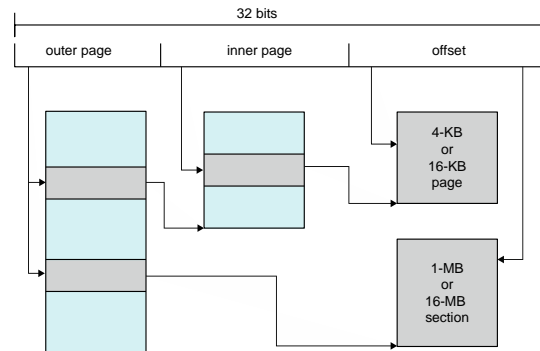 32 bits
outer page
inner page
offset
4-KB
or
16-KB
page
1-MB
or
16-MB
section